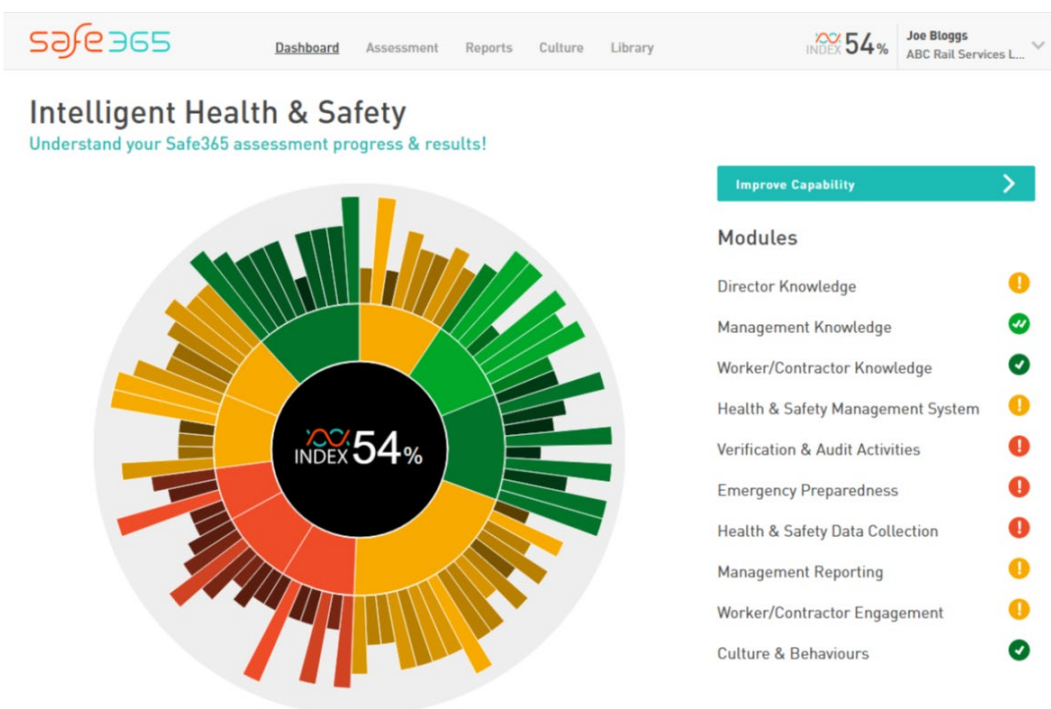 safe365
Dashboard Assessment Reports Culture Library
INDEX 54%
Joe Bloggs
ABC Rail Services L...
Intelligent Health & Safety
Understand your Safe365 assessment progress & results!
Improve Capability
Modules
Director Knowledge
Management Knowledge
Worker/Contractor Knowledge
Health & Safety Management System
Verification & Audit Activities
Emergency Preparedness
Health & Safety Data Collection
Management Reporting
Worker/Contractor Engagement
Culture & Behaviours
INDEX 54%